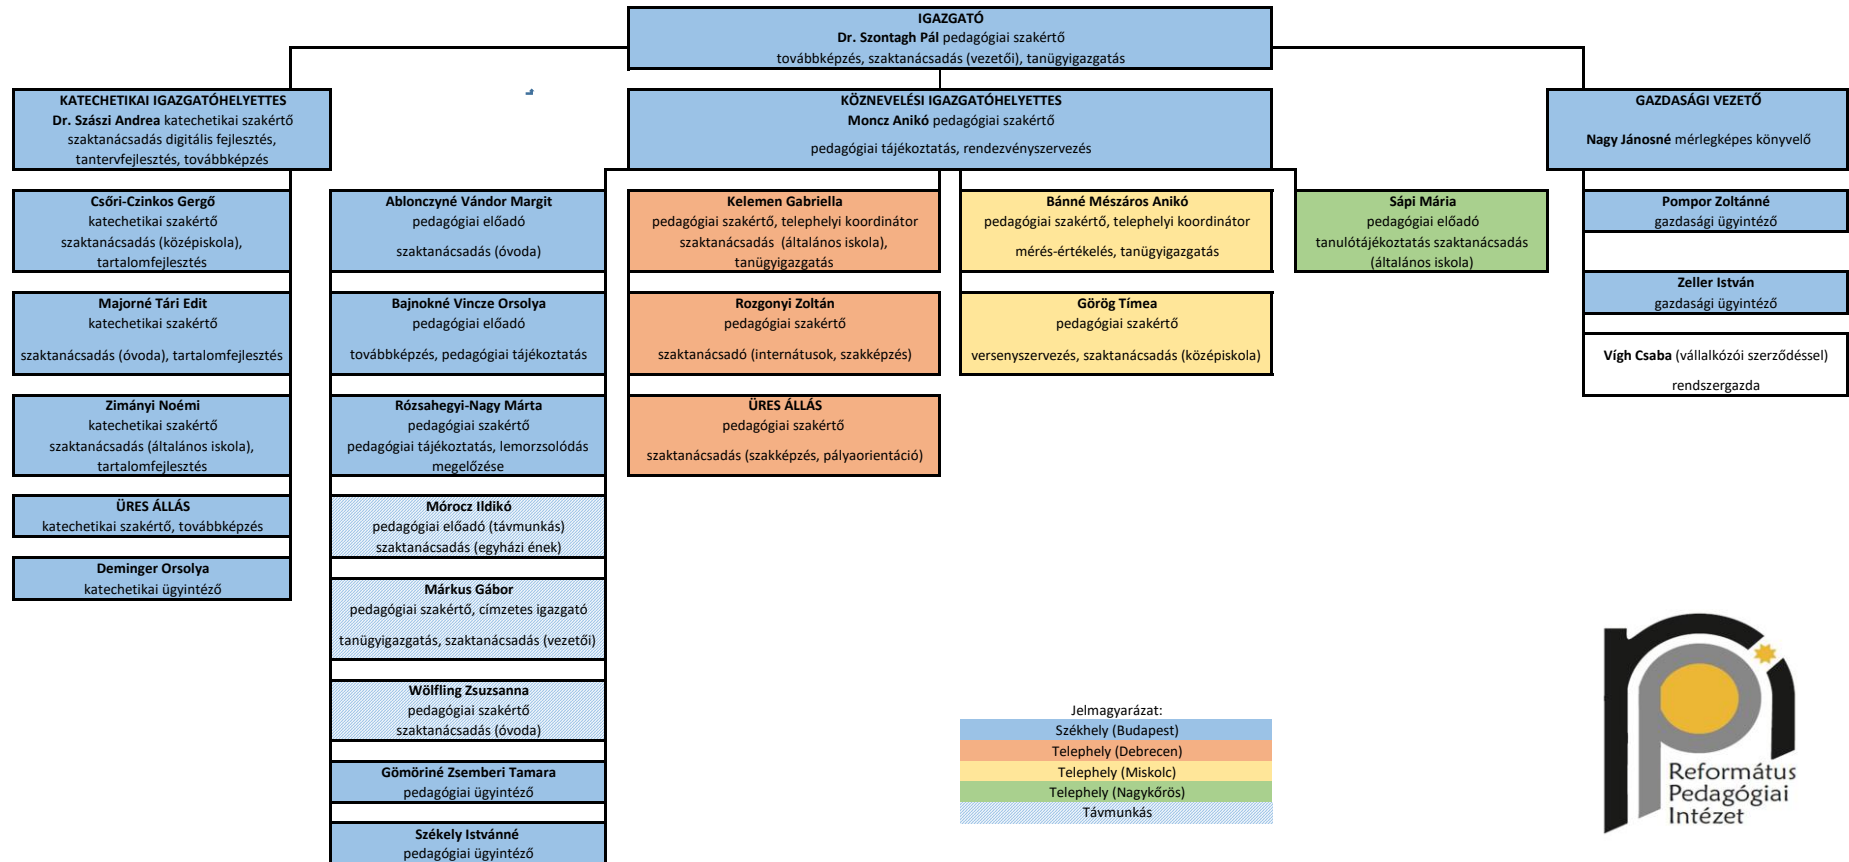 IGAZGATÓ
Dr. Szontagh Pál pedagógiai szakértő
továbbképzés, szaktanácsadás (vezetői), tanügyigazgatás
KATECHETIKAI IGAZGATÓHELYETTES
Dr. Szászi Andrea katechetikai szakértő
szaktanácsadás digitális fejlesztés,
tantervfejlesztés, továbbképzés
KÖZNEVELÉSI IGAZGATÓHELYETTES
Moncz Anikó pedagógiai szakértő
pedagógiai tájékoztatás, rendezvényszervezés
GAZDASÁGI VEZETŐ
Nagy Jánosné mérlegképes könyvelő
Csőri-Czinkos Gergő
katechetikai szakértő
szaktanácsadás (középiskola),
tartalomfejlesztés
Majorné Tári Edit
katechetikai szakértő
szaktanácsadás (óvoda), tartalomfejlesztés
Zimányi Noémi
katechetikai szakértő
szaktanácsadás (általános iskola),
tartalomfejlesztés
ÜRES ÁLLÁS
katechetikai szakértő, továbbképzés
Deminger Orsolya
katechetikai ügyintéző
Ablonczyné Vándor Margit
pedagógiai előadó
szaktanácsadás (óvoda)
Bajnokné Vincze Orsolya
pedagógiai előadó
továbbképzés, pedagógiai tájékoztatás
Rózsahegyi-Nagy Márta
pedagógiai szakértő
pedagógiai tájékoztatás, lemorzsolódás
megelőzése
Mórocz Ildikó
pedagógiai előadó (távmunkás)
szaktanácsadás (egyházi ének)
Márkus Gábor
pedagógiai szakértő, címzetes igazgató
tanügyigazgatás, szaktanácsadás (vezetői)
Wölfling Zsuzsanna
pedagógiai szakértő
szaktanácsadás (óvoda)
Gömöriné Zsemberi Tamara
pedagógiai ügyintéző
Székely Istvánné
pedagógiai ügyintéző
Kelemen Gabriella
pedagógiai szakértő, telephelyi koordinátor
szaktanácsadás (általános iskola),
tanügyigazgatás
Rozgonyi Zoltán
pedagógiai szakértő
szaktanácsadó (internátusok, szakképzés)
ÜRES ÁLLÁS
pedagógiai szakértő
szaktanácsadás (szakképzés, pályaorientáció)
Bánné Mészáros Anikó
pedagógiai szakértő, telephelyi koordinátor
mérés-értékelés, tanügyigazgatás
Görög Tímea
pedagógiai szakértő
versenyszervezés, szaktanácsadás (középiskola)
Sápi Mária
pedagógiai előadó
tanulótájékoztatás szaktanácsadás
(általános iskola)
Pompor Zoltánné
gazdasági ügyintéző
Zeller István
gazdasági ügyintéző
Vígh Csaba (vállalkozói szerződéssel)
rendszergazda
Jelmagyarázat:
Székhely (Budapest)
Telephely (Debrecen)
Telephely (Miskolc)
Telephely (Nagykőrös)
Távmunkás
Református
Pedagógiai
Intézet